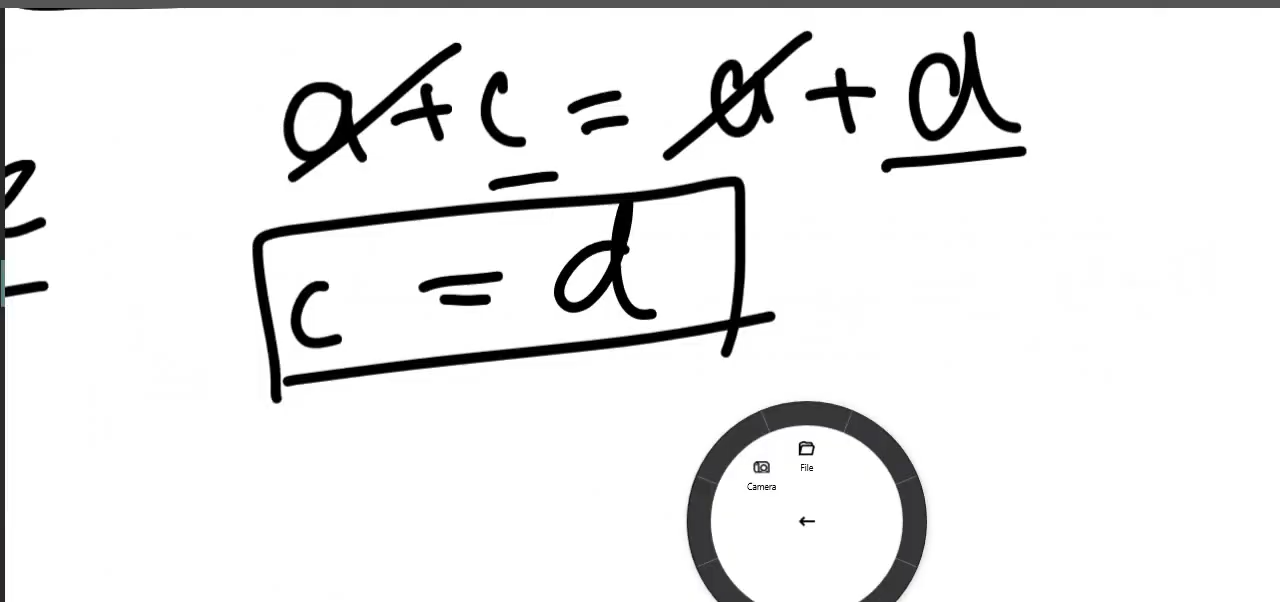 a + c = a + d
c = d
File
Camera